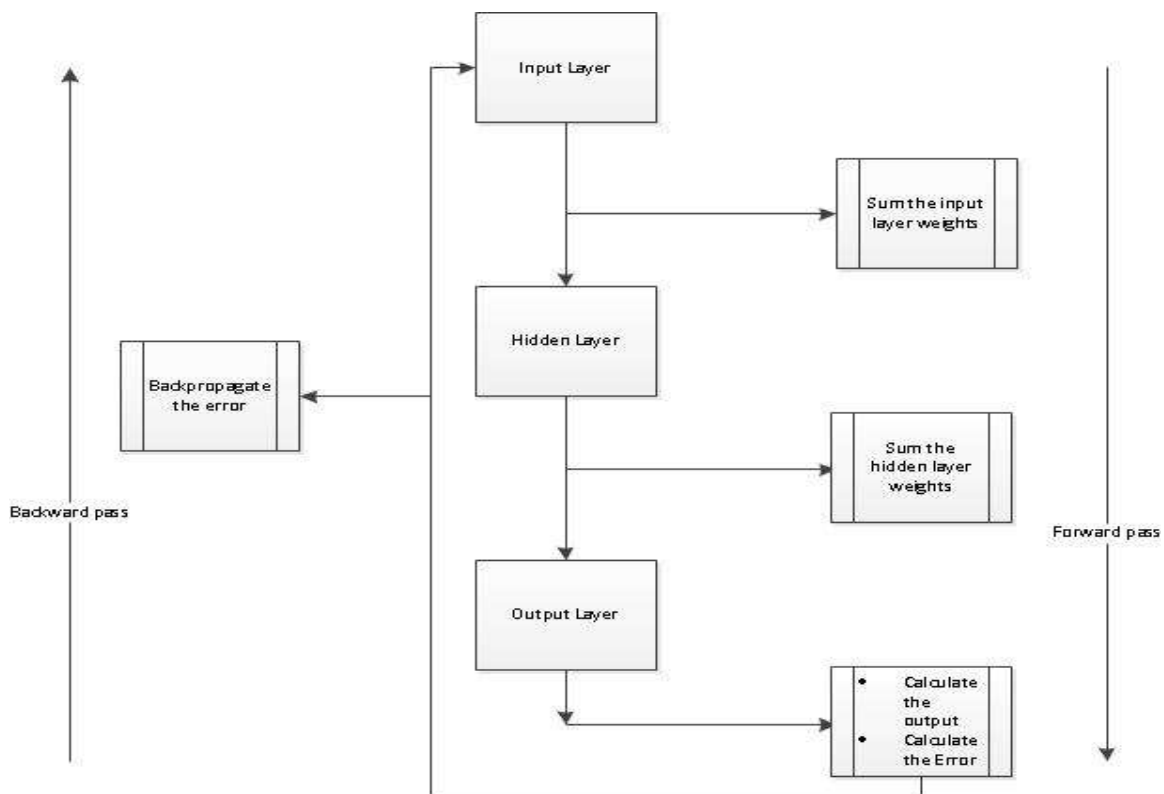 Input Layer
Sum the input
layer weights
Hidden Layer
Backpropagate
the error
Sum the
hidden layer
weights
Backward pass
Forward pass
Output Layer
• Calculate
the
output
• Calculate
the Error